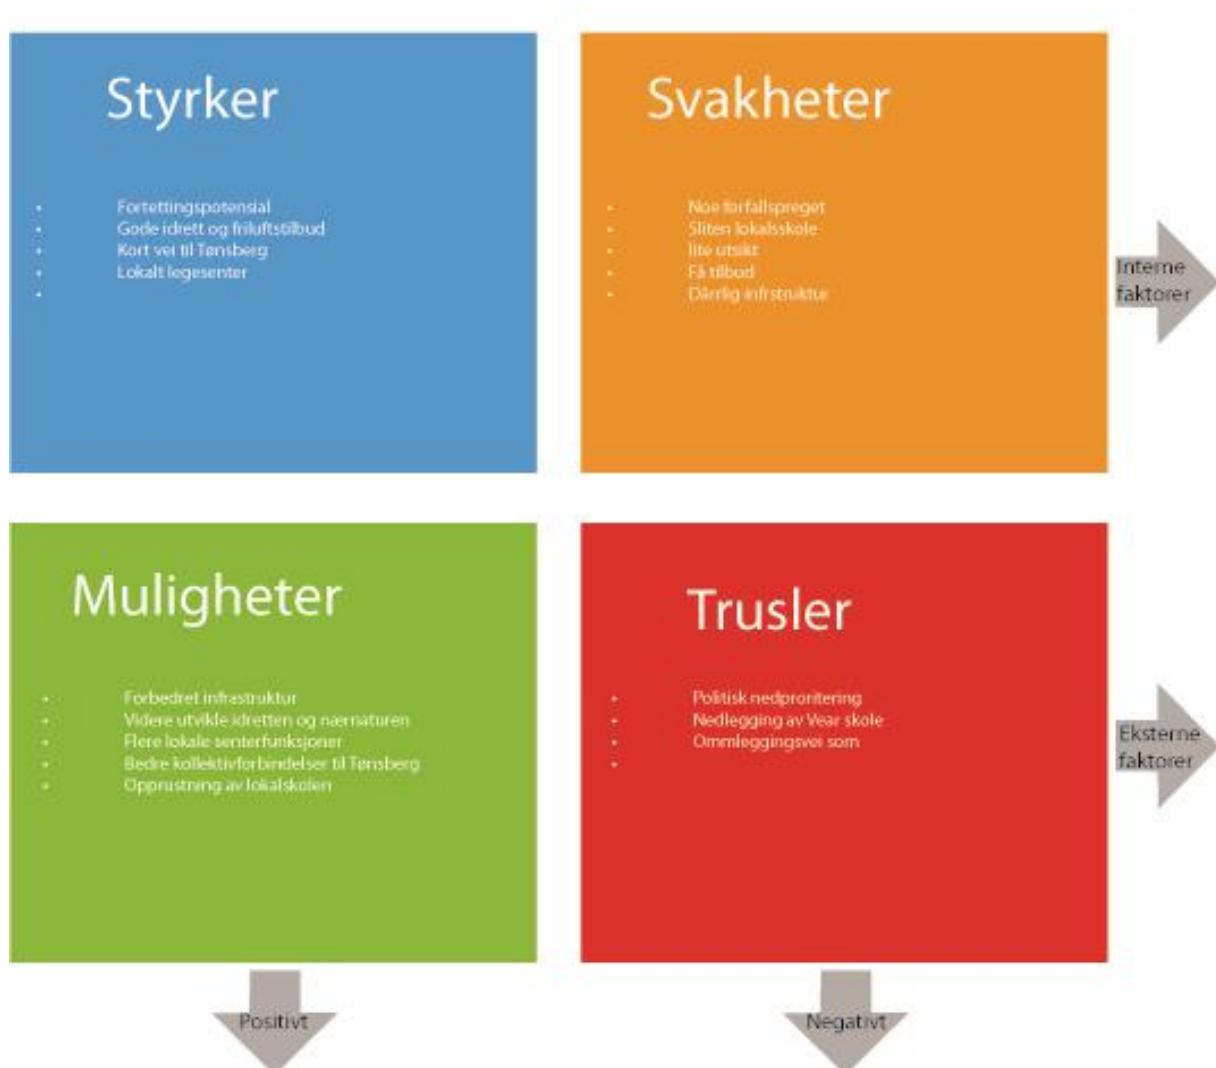 Styrker
• Fortettingspotensial
• Gode idrett og friluftstilbud
• Kort vei til Tønsberg
• Lokalt legesenter
•
Svakheter
• Noe forfallspreget
• Sliten lokalsskole
• lite utsikt
• Få tilbud
• Dårrlig infrstruktur
Interne
faktorer
Muligheter
• Forbedret infrastruktur
• Videre utvikle idretten og nærnaturen
• Flere lokale senterfunksjoner
• Bedre kollektivforbindelser til Tønsberg
• Opprustning av lokalskolen
Trusler
• Politisk nedproritering
• Nedlegging av Vear skole
• Ommleggingsvei som
•
Eksterne
faktorer
Positivt
Negativt